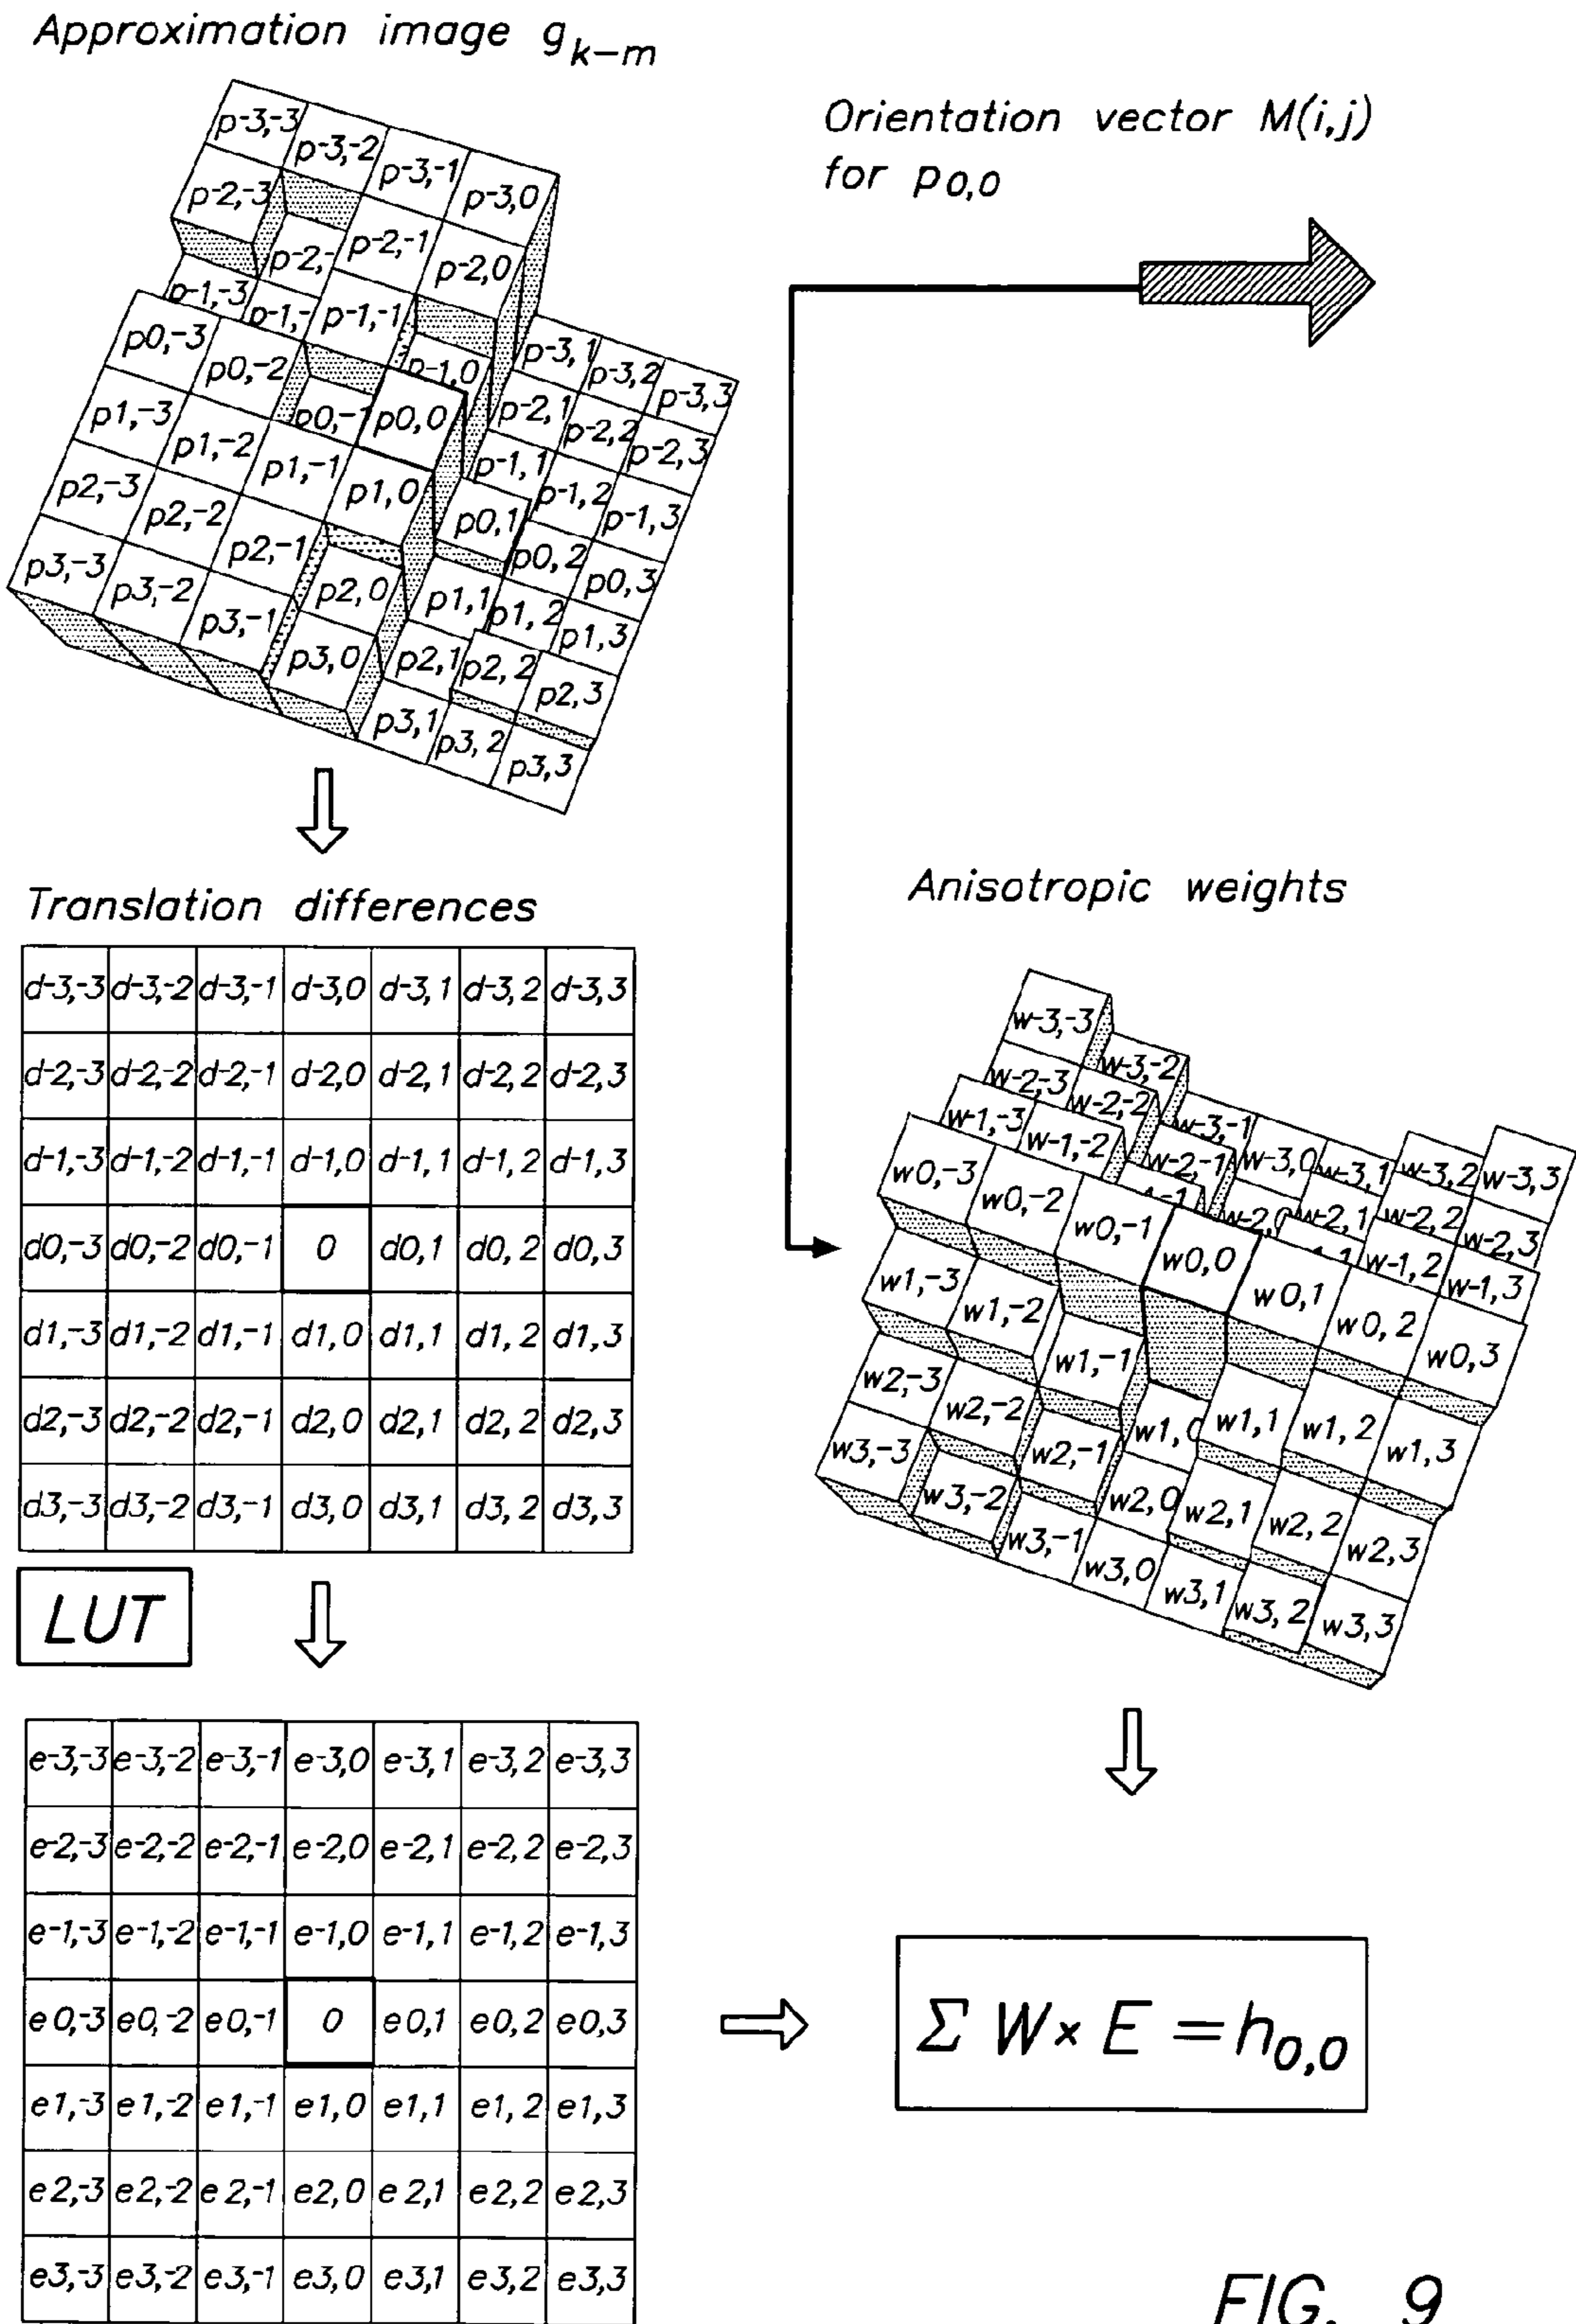 Approximation image g k-m
p-3,-3 p-3,-2 p-3,-1 p-3,0
p-2,-3 p-2,- p-2,-1 p-2,0
p-1,-3 p-1,- p-1,-1 p-1,0
p-3,1 p-3,2 p-3,3
p-2,1 p-2,2 p-2,3
p-1,1 p-1,2 p-1,3
p0,-3 p0,-2 p0,-1 p0,0 p0,1 p0,2 p0,3
p1,-3 p1,-2 p1,-1 p1,0 p1,1 p1,2 p1,3
p2,-3 p2,-2 p2,-1 p2,0 p2,1 p2,2 p2,3
p3,-3 p3,-2 p3,-1 p3,0 p3,1 p3,2 p3,3
Orientation vector M(i,j)
for p0,0
Translation differences
d-3,-3 d-3,-2 d-3,-1 d-3,0 d-3,1 d-3,2 d-3,3
d-2,-3 d-2,-2 d-2,-1 d-2,0 d-2,1 d-2,2 d-2,3
d-1,-3 d-1,-2 d-1,-1 d-1,0 d-1,1 d-1,2 d-1,3
d0,-3 d0,-2 d0,-1 0 d0,1 d0,2 d0,3
d1,-3 d1,-2 d1,-1 d1,0 d1,1 d1,2 d1,3
d2,-3 d2,-2 d2,-1 d2,0 d2,1 d2,2 d2,3
d3,-3 d3,-2 d3,-1 d3,0 d3,1 d3,2 d3,3
Anisotropic weights
w-3,-3 w-3,-2 w-3,-1 w-3,0 w-3,1 w-3,2 w-3,3
w-2,-3 w-2,-2 w-2,-1 w-2,0 w-2,1 w-2,2 w-2,3
w-1,-3 w-1,-2 w-1,2 w-1,3
w0,-3 w0,-2 w0,-1 w0,0 w0,1 w0,2 w0,3
w1,-3 w1,-2 w1,-1 w1,0 w1,1 w1,2 w1,3
w2,-3 w2,-2 w2,-1 w2,0 w2,1 w2,2 w2,3
w3,-3 w3,-2 w3,-1 w3,0 w3,1 w3,2 w3,3
LUT
e-3,-3 e-3,-2 e-3,-1 e-3,0 e-3,1 e-3,2 e-3,3
e-2,-3 e-2,-2 e-2,-1 e-2,0 e-2,1 e-2,2 e-2,3
e-1,-3 e-1,-2 e-1,-1 e-1,0 e-1,1 e-1,2 e-1,3
e0,-3 e0,-2 e0,-1 0 e0,1 e0,2 e0,3
e1,-3 e1,-2 e1,-1 e1,0 e1,1 e1,2 e1,3
e2,-3 e2,-2 e2,-1 e2,0 e2,1 e2,2 e2,3
e3,-3 e3,-2 e3,-1 e3,0 e3,1 e3,2 e3,3
Σ W× E = h0,0
FIG. 9